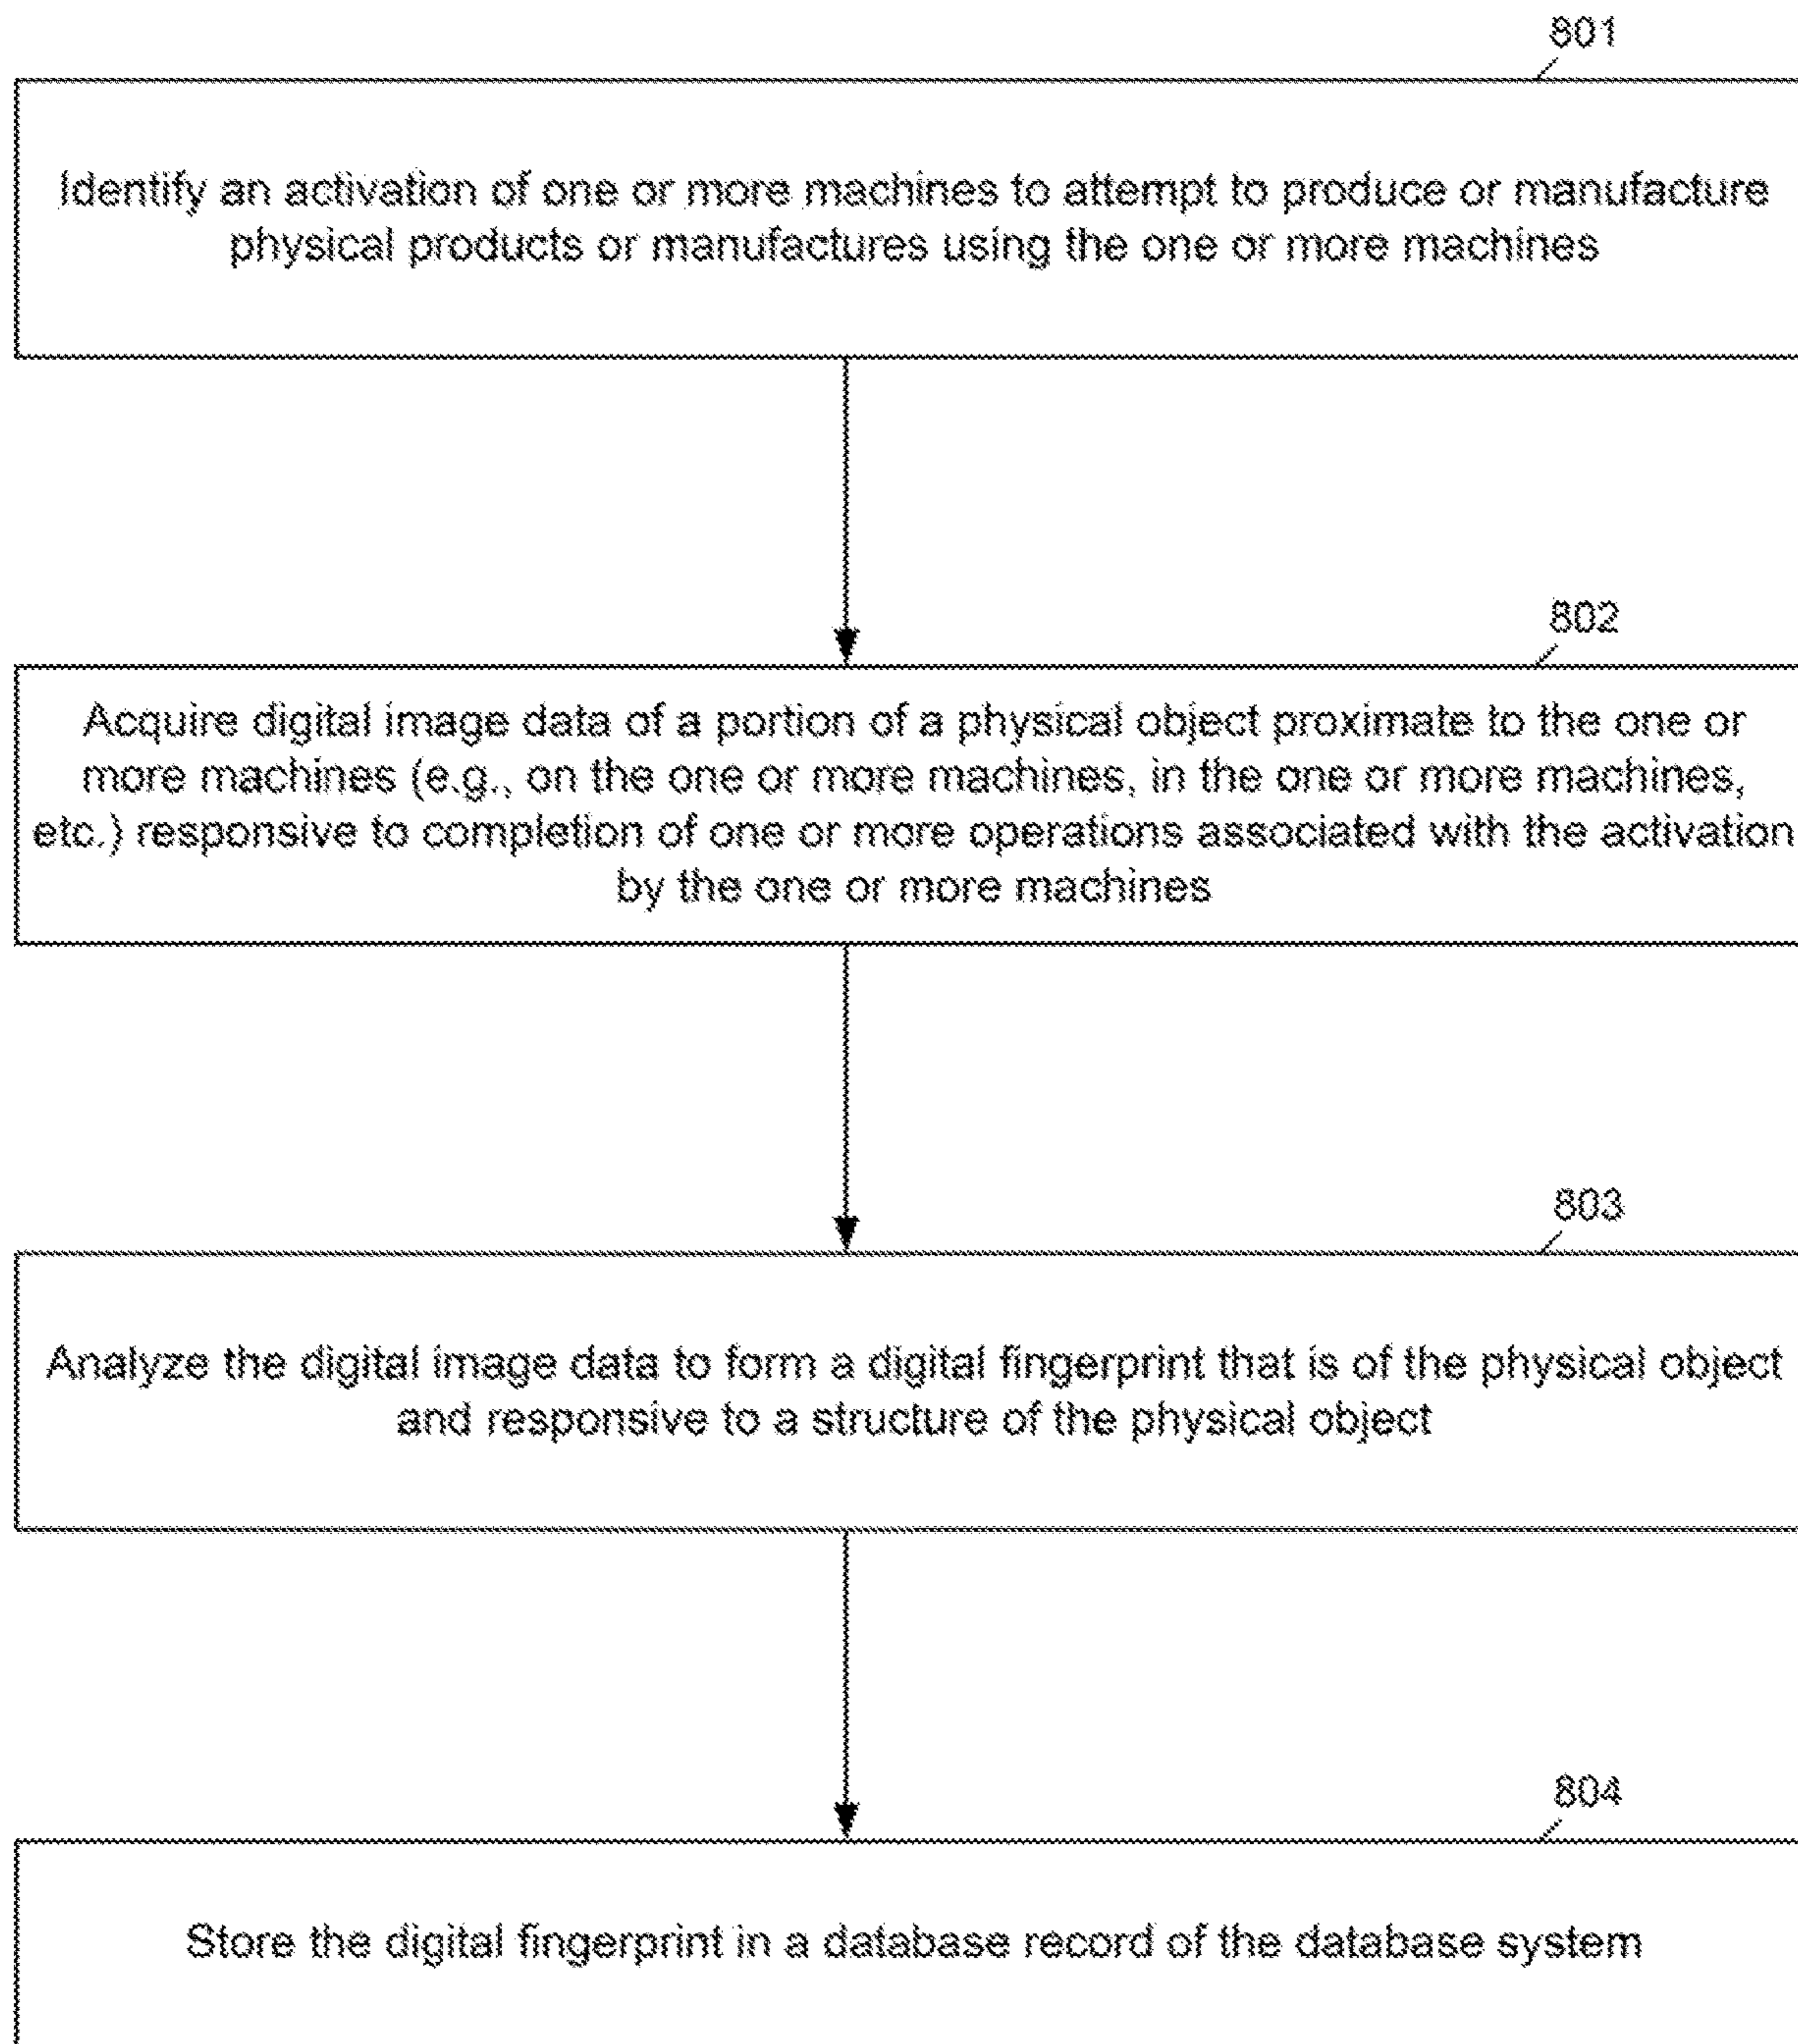 801
Identify an activation of one or more machines to attempt to produce or manufacture
physical products or manufactures using the one or more machines
802
Acquire digital image data of a portion of a physical object proximate to the one or
more machines (e.g., on the one or more machines, in the one or more machines,
etc.) responsive to completion of one or more operations associated with the activation
by the one or more machines
803
Analyze the digital image data to form a digital fingerprint that is of the physical object
and responsive to a structure of the physical object
804
Store the digital fingerprint in a database record of the database system